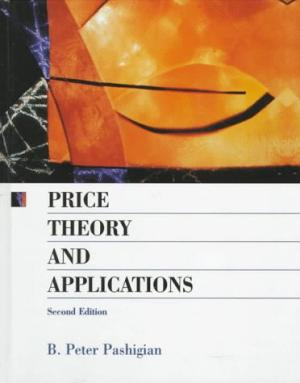 PRICE
THEORY
AND
APPLICATIONS
Second Edition
B. Peter Pashigian